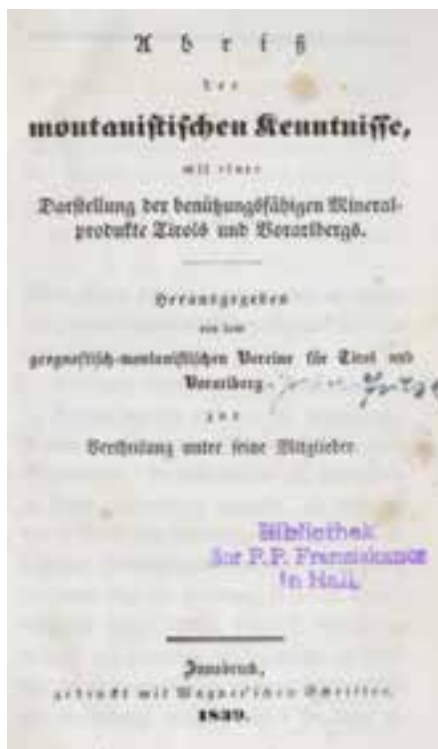 Abriß
der
montanistischen Kenntnisse,
mit einer
Darstellung der benützungsfähigen Mineral-
produkte Tirols und Vorarlbergs.
Herausgegeben
von dem
geognostisch-montanistischen Vereine für Tirol und
Vorarlberg
zur
Vertheilung unter seine Mitglieder
Bibliothek
der P.P. Franziskaner
in Hall.
Innsbruck,
gedruckt mit Wagner'schen Schriften.
1839.